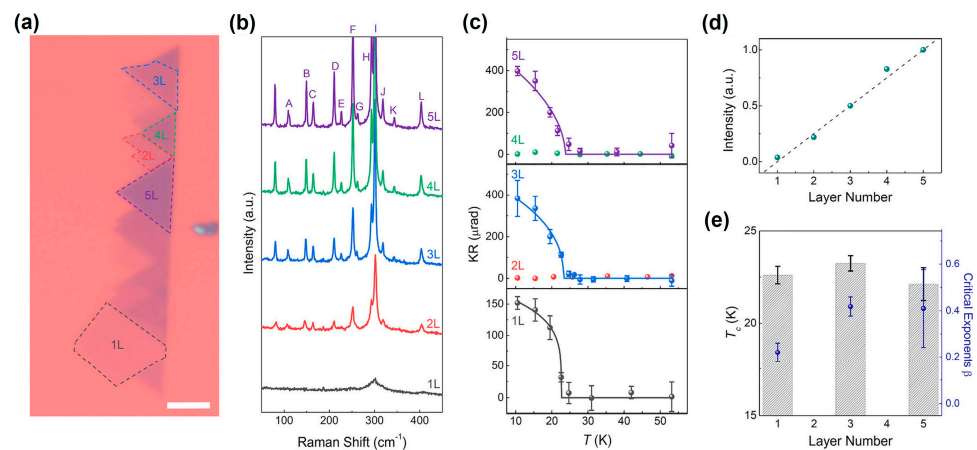 (a)
3L
4L
2L
5L
1L
(b)
Intensity (a.u.)
F
I
H
B
D
A
C
E
G
J
K
L
5L
4L
3L
2L
1L
100
200
300
400
Raman Shift (cm⁻¹)
(c)
KR (μrad)
5L
400
200
0
4L
3L
400
200
0
2L
1L
150
100
50
0
10
20
30
40
50
T (K)
(d)
Intensity (a.u.)
1.0
0.5
0.0
1
2
3
4
5
Layer Number
(e)
Tc (K)
25
22
19
15
Critical Exponents β
0.6
0.4
0.2
0.0
1
2
3
4
5
Layer Number